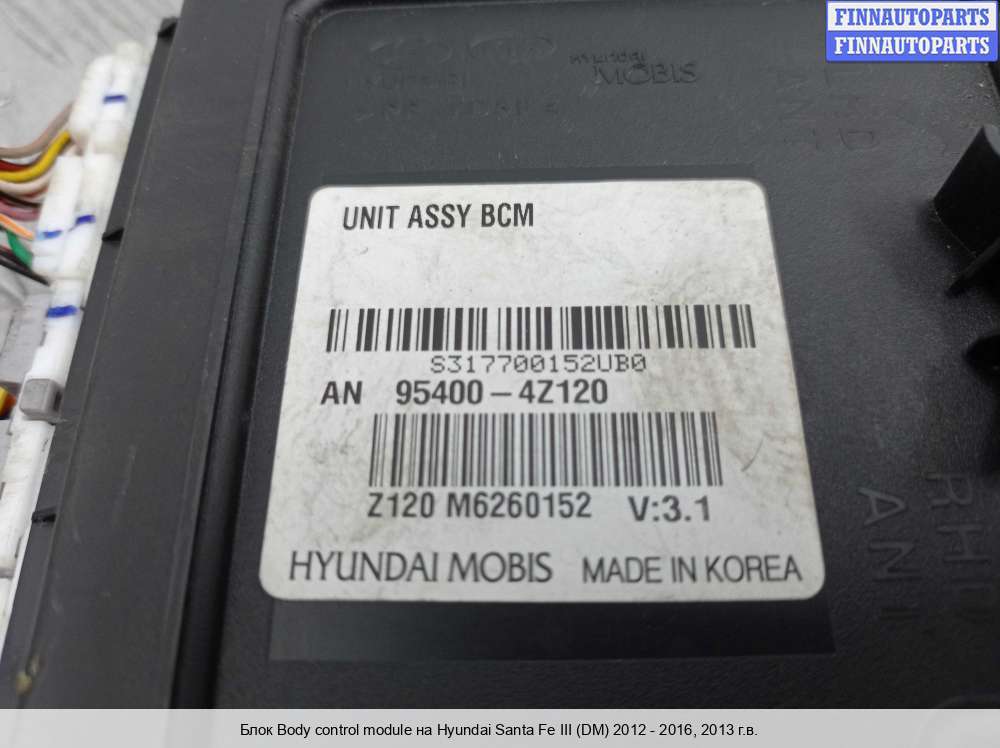 FINNAUTOPARTS
FINNAUTOPARTS
HYUNDAI
MOBIS
UNIT ASSY BCM
S317700152UB0
AN 95400-4Z120
Z120 M6260152 V:3.1
HYUNDAI MOBIS MADE IN KOREA
Блок Body control module на Hyundai Santa Fe III (DM) 2012 - 2016, 2013 г.в.